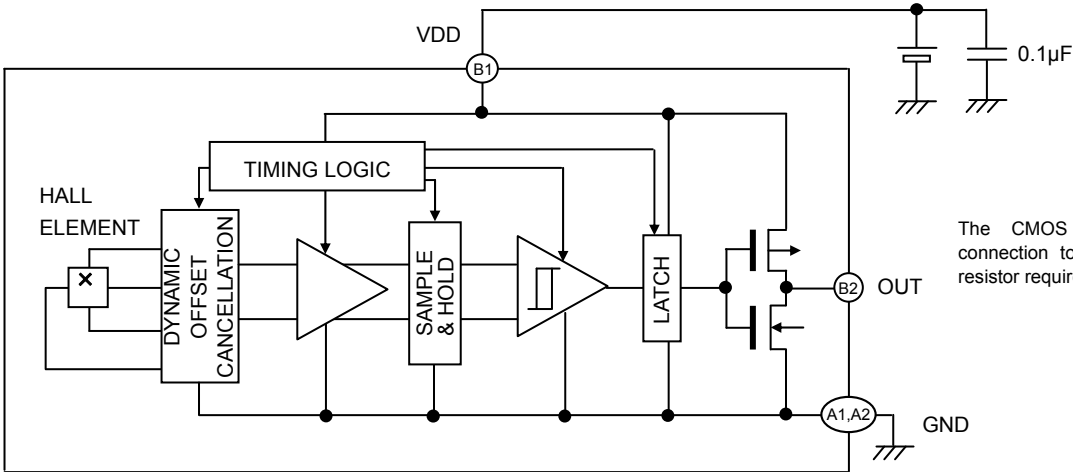 VDD
B1
0.1µF
TIMING LOGIC
HALL
ELEMENT
DYNAMIC
OFFSET
CANCELLATION
SAMPLE
& HOLD
LATCH
B2
OUT
The CMOS
connection to
resistor requir
A1,A2
GND